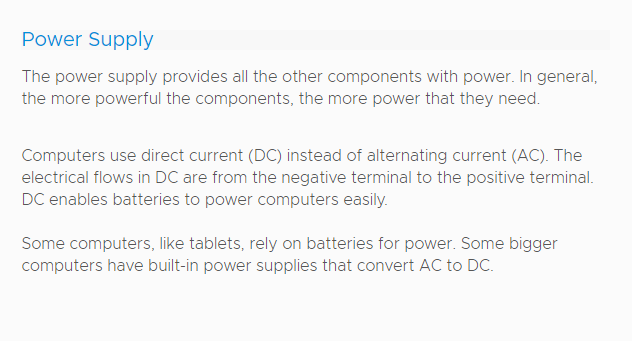 Power Supply
The power supply provides all the other components with power. In general,
the more powerful the components, the more power that they need.
Computers use direct current (DC) instead of alternating current (AC). The
electrical flows in DC are from the negative terminal to the positive terminal.
DC enables batteries to power computers easily.
Some computers, like tablets, rely on batteries for power. Some bigger
computers have built-in power supplies that convert AC to DC.